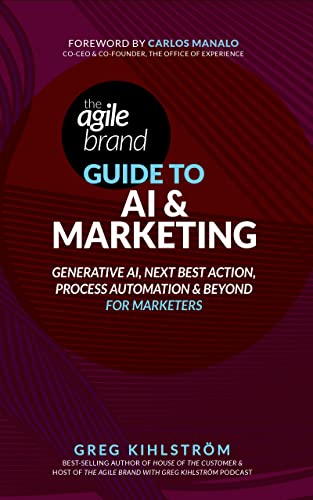 FOREWORD BY CARLOS MANALO
CO-CEO & CO-FOUNDER, THE OFFICE OF EXPERIENCE
the
agile
brand
GUIDE TO
AI &
MARKETING
GENERATIVE AI, NEXT BEST ACTION,
PROCESS AUTOMATION & BEYOND
FOR MARKETERS
GREG KIHLSTRÖM
BEST-SELLING AUTHOR OF HOUSE OF THE CUSTOMER &
HOST OF THE AGILE BRAND WITH GREG KIHLSTRÖM PODCAST